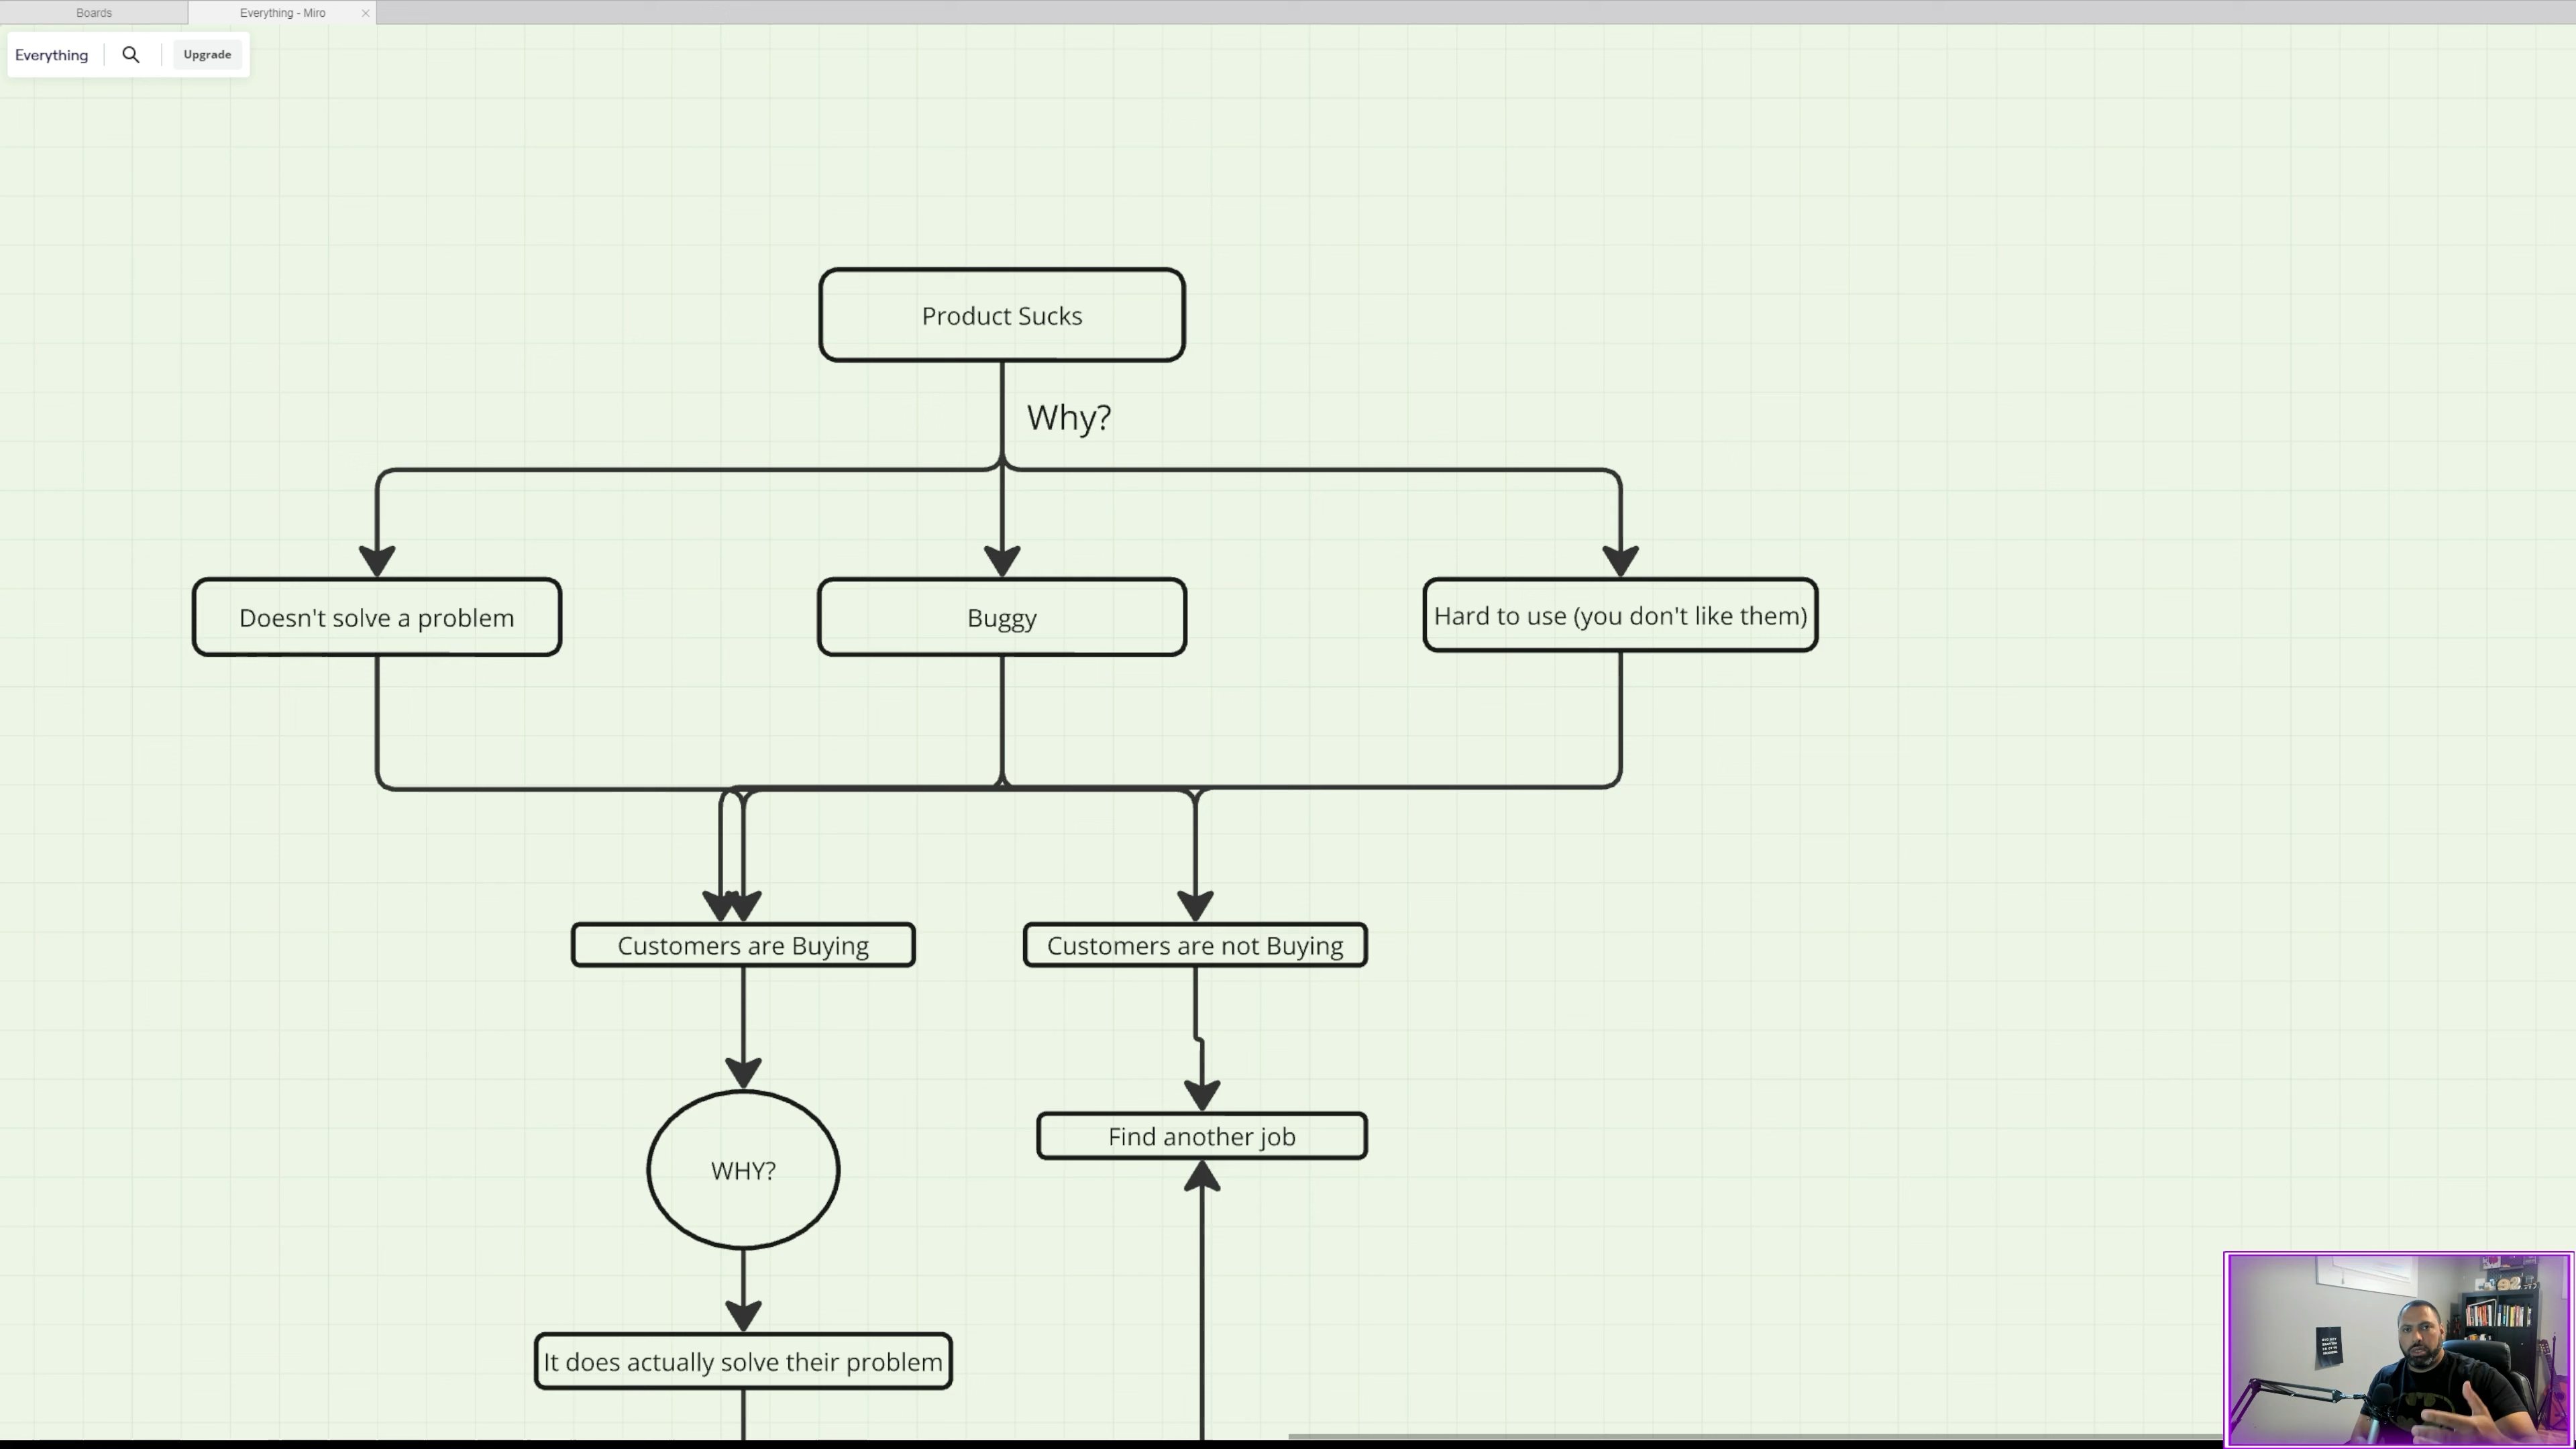 Boards
Everything - Miro
Everything
Upgrade
Product Sucks
Why?
Doesn't solve a problem
Buggy
Hard to use (you don't like them)
Customers are Buying
Customers are not Buying
WHY?
Find another job
It does actually solve their problem